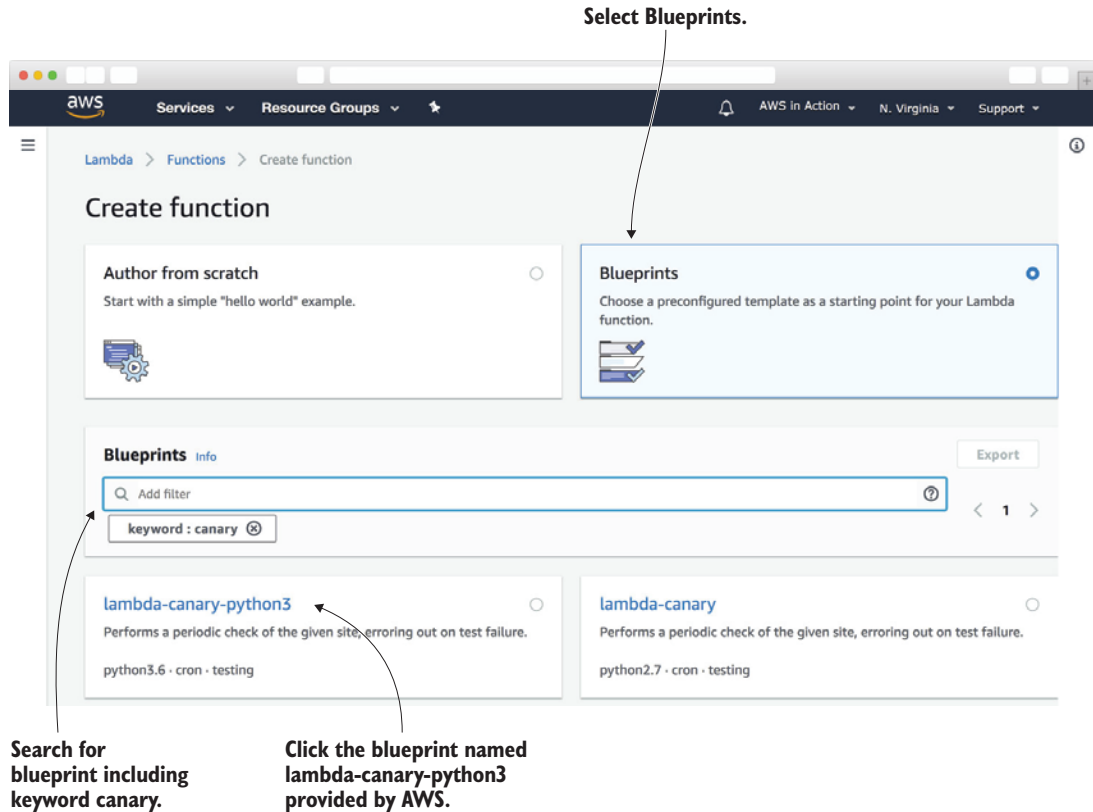 Select Blueprints.
aws
Services
Resource Groups
AWS in Action
N. Virginia
Support
Lambda > Functions > Create function
Create function
Author from scratch
Start with a simple "hello world" example.
Blueprints
Choose a preconfigured template as a starting point for your Lambda
function.
Blueprints Info
Export
Add filter
< 1 >
keyword : canary
lambda-canary-python3
Performs a periodic check of the given site, erroring out on test failure.
python3.6 · cron · testing
lambda-canary
Performs a periodic check of the given site, erroring out on test failure.
python2.7 · cron · testing
Search for
blueprint including
keyword canary.
Click the blueprint named
lambda-canary-python3
provided by AWS.